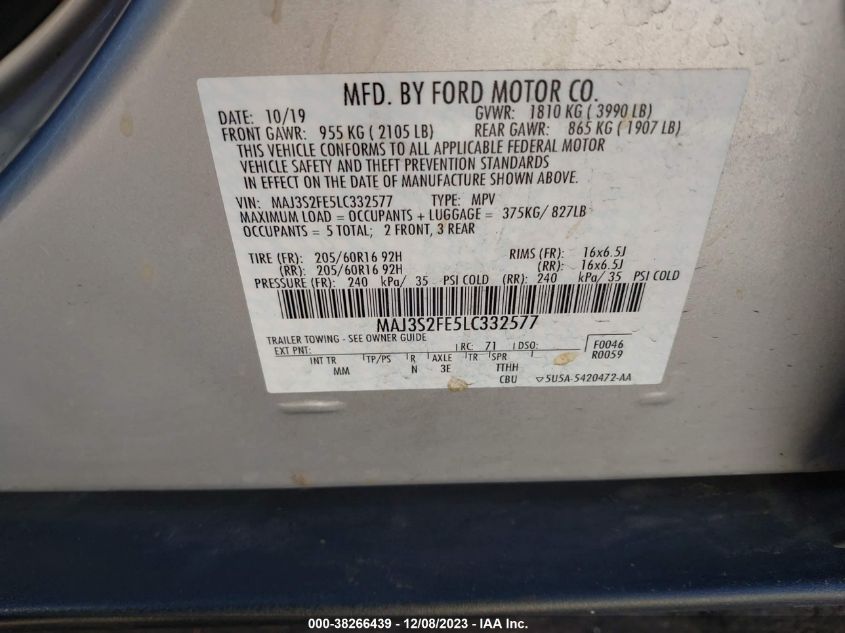 MFD. BY FORD MOTOR CO.
DATE: 10/19 GVWR: 1810 KG ( 3990 LB)
FRONT GAWR: 955 KG ( 2105 LB) REAR GAWR: 865 KG ( 1907 LB)
THIS VEHICLE CONFORMS TO ALL APPLICABLE FEDERAL MOTOR
VEHICLE SAFETY AND THEFT PREVENTION STANDARDS
IN EFFECT ON THE DATE OF MANUFACTURE SHOWN ABOVE.
VIN: MAJ3S2FE5LC332577 TYPE: MPV
MAXIMUM LOAD = OCCUPANTS + LUGGAGE = 375KG/ 827LB
OCCUPANTS = 5 TOTAL; 2 FRONT, 3 REAR
TIRE (FR): 205/60R16 92H RIMS (FR): 16x6.5J
(RR): 205/60R16 92H (RR): 16x6.5J
PRESSURE (FR): 240 kPa/ 35 PSI COLD (RR): 240 kPa/ 35 PSI COLD
MAJ3S2FE5LC332577
TRAILER TOWING - SEE OWNER GUIDE
EXT PNT: RC: 71 DSO: F0046
R0059
INT TR TP/PS R AXLE TR SPR
MM N 3E TTHH
CBU 5U5A-5420472-AA
000-38266439 - 12/08/2023 - IAA Inc.